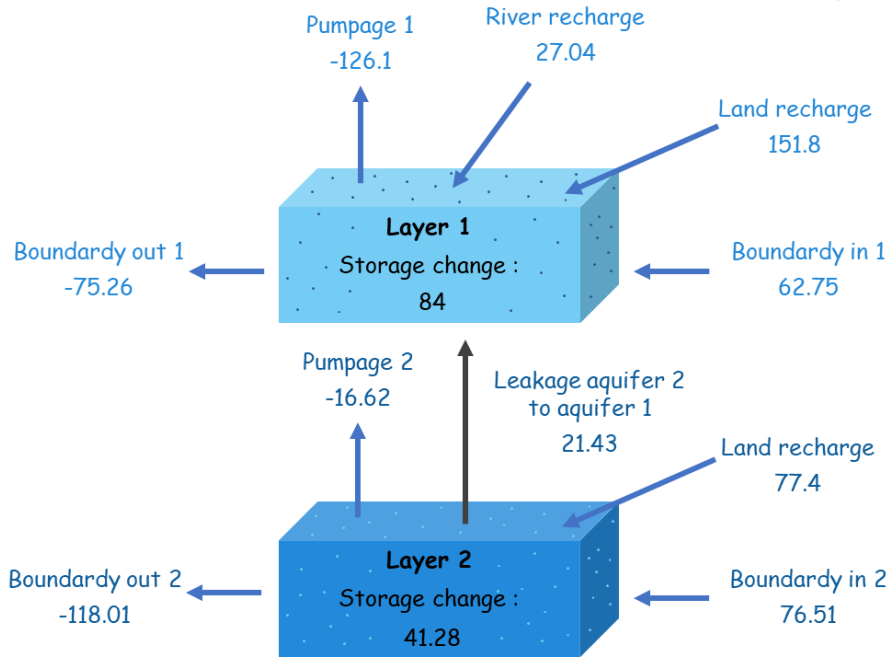 Pumpage 1
-126.1
River recharge
27.04
Land recharge
151.8
Layer 1
Storage change :
84
Boundardy out 1
-75.26
Boundardy in 1
62.75
Pumpage 2
-16.62
Leakage aquifer 2
to aquifer 1
21.43
Land recharge
77.4
Layer 2
Storage change :
41.28
Boundardy out 2
-118.01
Boundardy in 2
76.51